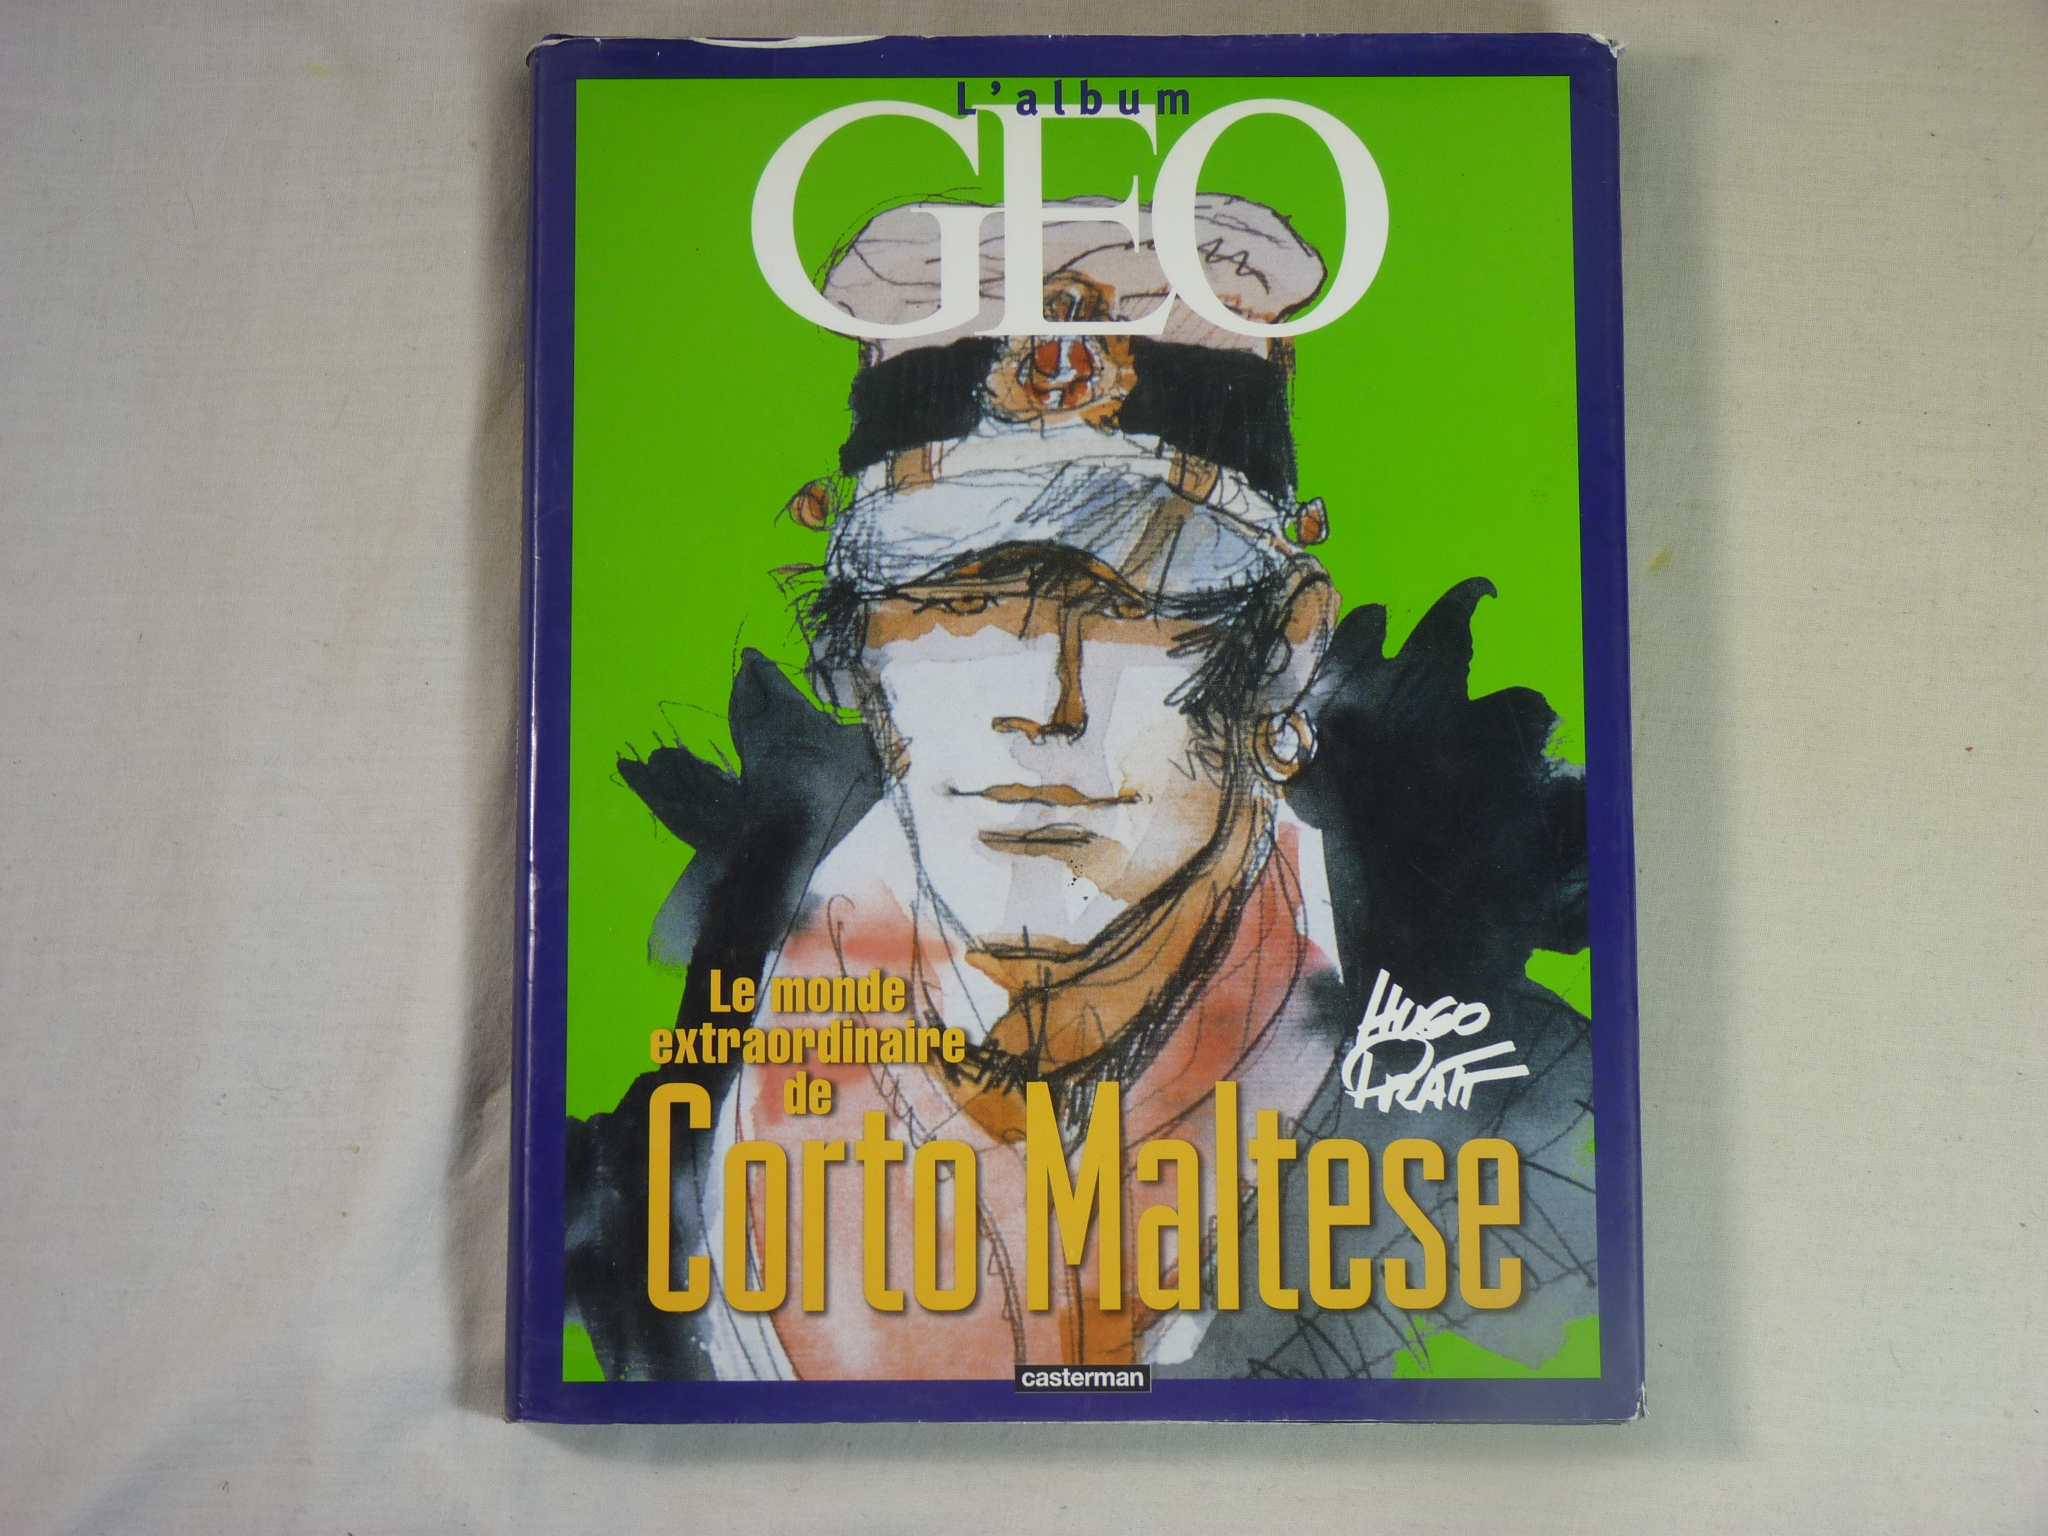 L'album
GEO
Le monde
extraordinaire
de
Corto Maltese
HUGO
PRATT
casterman